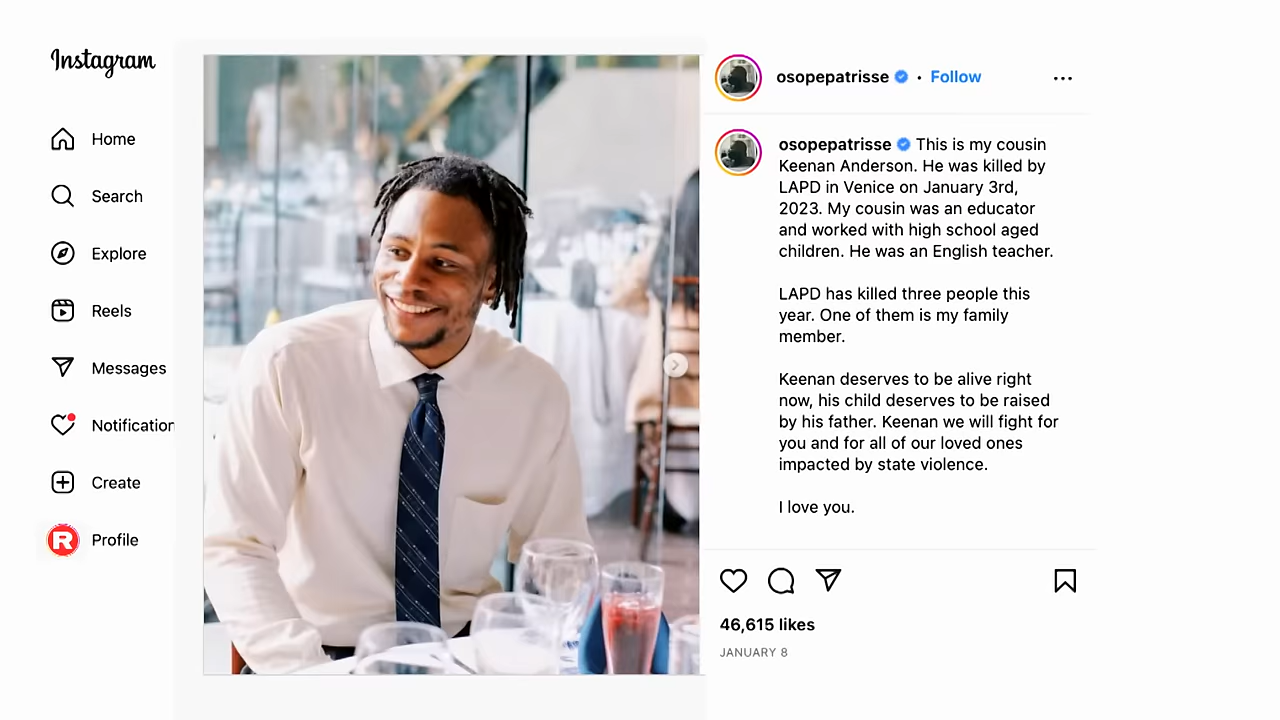 Instagram
Home
Search
Explore
Reels
Messages
Notification
Create
R
Profile
osopepatrisse • Follow
osopepatrisse This is my cousin
Keenan Anderson. He was killed by
LAPD in Venice on January 3rd,
2023. My cousin was an educator
and worked with high school aged
children. He was an English teacher.
LAPD has killed three people this
year. One of them is my family
member.
Keenan deserves to be alive right
now, his child deserves to be raised
by his father. Keenan we will fight for
you and for all of our loved ones
impacted by state violence.
I love you.
46,615 likes
JANUARY 8